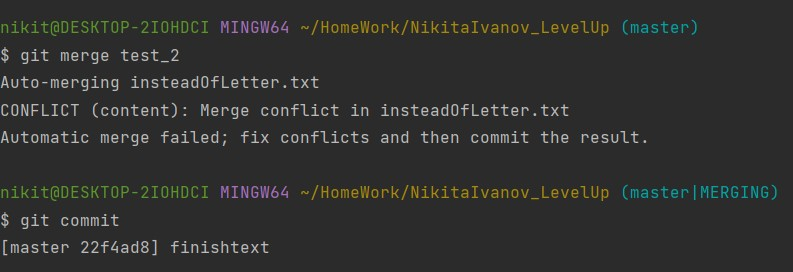 nikit@DESKTOP-2IOHDCI MINGW64 ~/HomeWork/NikitaIvanov_LevelUp (master)
$ git merge test_2
Auto-merging insteadOfLetter.txt
CONFLICT (content): Merge conflict in insteadOfLetter.txt
Automatic merge failed; fix conflicts and then commit the result.
nikit@DESKTOP-2IOHDCI MINGW64 ~/HomeWork/NikitaIvanov_LevelUp (master|MERGING)
$ git commit
[master 22f4ad8] finishtext